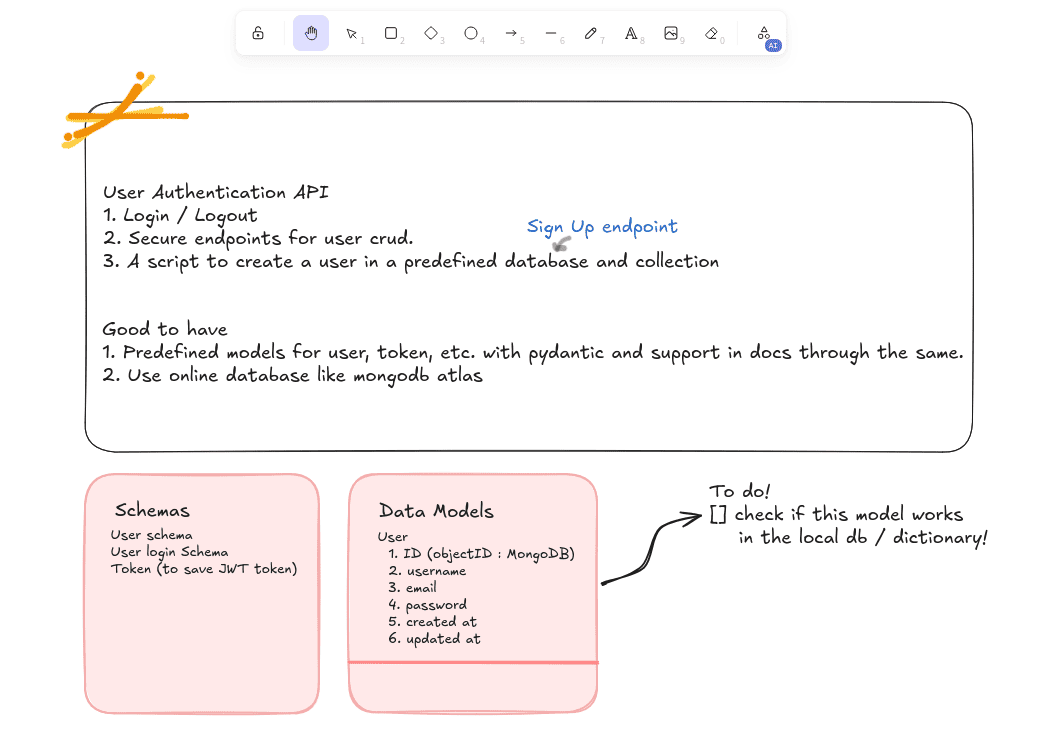 1
2
3
4
5
6
7
8
9
0
AI
User Authentication API
1. Login / Logout
Sign Up endpoint
2. Secure endpoints for user crud.
3. A script to create a user in a predefined database and collection
Good to have
1. Predefined models for user, token, etc. with pydantic and support in docs through the same.
2. Use online database like mongodb atlas
Schemas
User schema
User login Schema
Token (to save JWT token)
Data Models
User
1. ID (objectID : MongoDB)
2. username
3. email
4. password
5. created at
6. updated at
To do!
[] check if this model works
in the local db / dictionary!